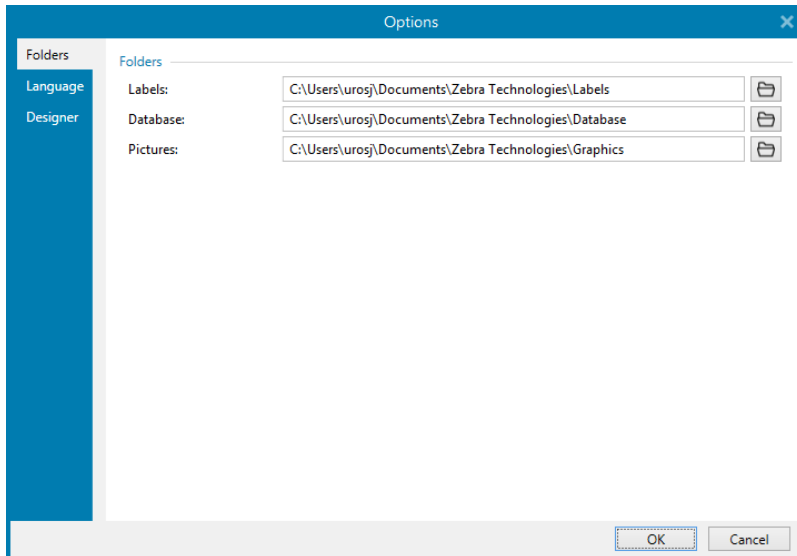 Options
Folders
Language
Designer
Folders
Labels: C:\Users\urosj\Documents\Zebra Technologies\Labels
Database: C:\Users\urosj\Documents\Zebra Technologies\Database
Pictures: C:\Users\urosj\Documents\Zebra Technologies\Graphics
OK Cancel